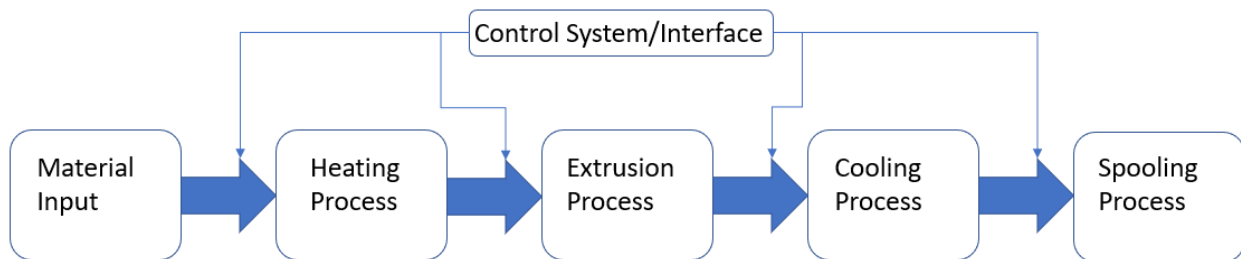 Control System/Interface
Material
Input
Heating
Process
Extrusion
Process
Cooling
Process
Spooling
Process